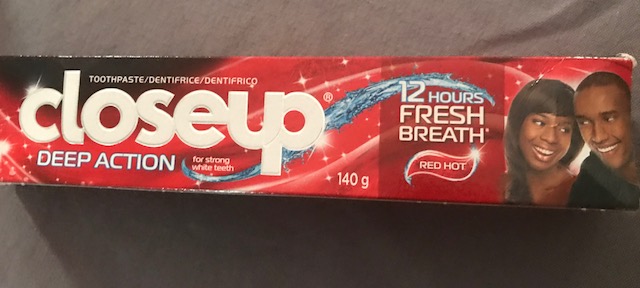 TOOTHPASTE/DENTIFRICE/DENTIFRICO
closeup®
DEEP ACTION
for strong
white teeth
140 g
12 HOURS
FRESH
BREATH*
RED HOT